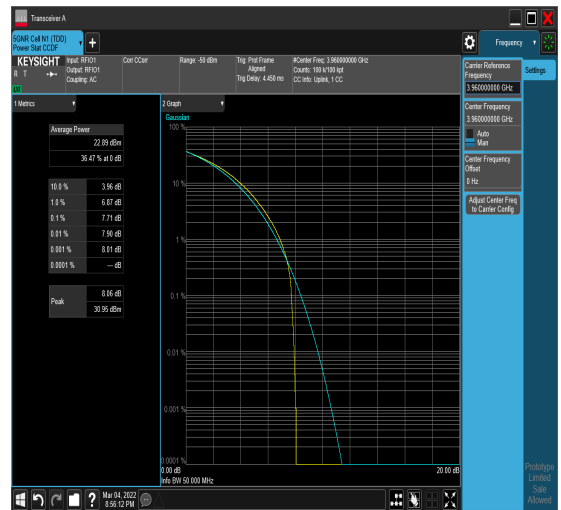 Transceiver A
5GNR Cell N1 (TDD)
Power Stat CCDF
Frequency
KEYSIGHT
R T
LXI
Input: RFIO1
Output: RFIO1
Coupling: AC
Corr CCorr
Range: -50 dBm
Trig: Prot Frame
Aligned
Trig Delay: 4.450 ms
#Center Freq: 3.960000000 GHz
Counts: 100 k/100 kpt
CC Info: Uplink, 1 CC
1 Metrics
Average Power
22.89 dBm
36.47 % at 0 dB
10.0 % 3.96 dB
1.0 % 6.87 dB
0.1 % 7.71 dB
0.01 % 7.90 dB
0.001 % 8.01 dB
0.0001 % --- dB
Peak
8.06 dB
30.95 dBm
2 Graph
Gaussian
100 %
10 %
1 %
0.1 %
0.01 %
0.001 %
0.0001 %
0.00 dB
20.00 dB
Info BW 50.000 MHz
Carrier Reference
Frequency
3.960000000 GHz
Center Frequency
3.960000000 GHz
Auto
Man
Center Frequency
Offset
0 Hz
Adjust Center Freq
to Carrier Config
Settings
Prototype
Limited
Sale
Allowed
Mar 04, 2022
8:56:12 PM